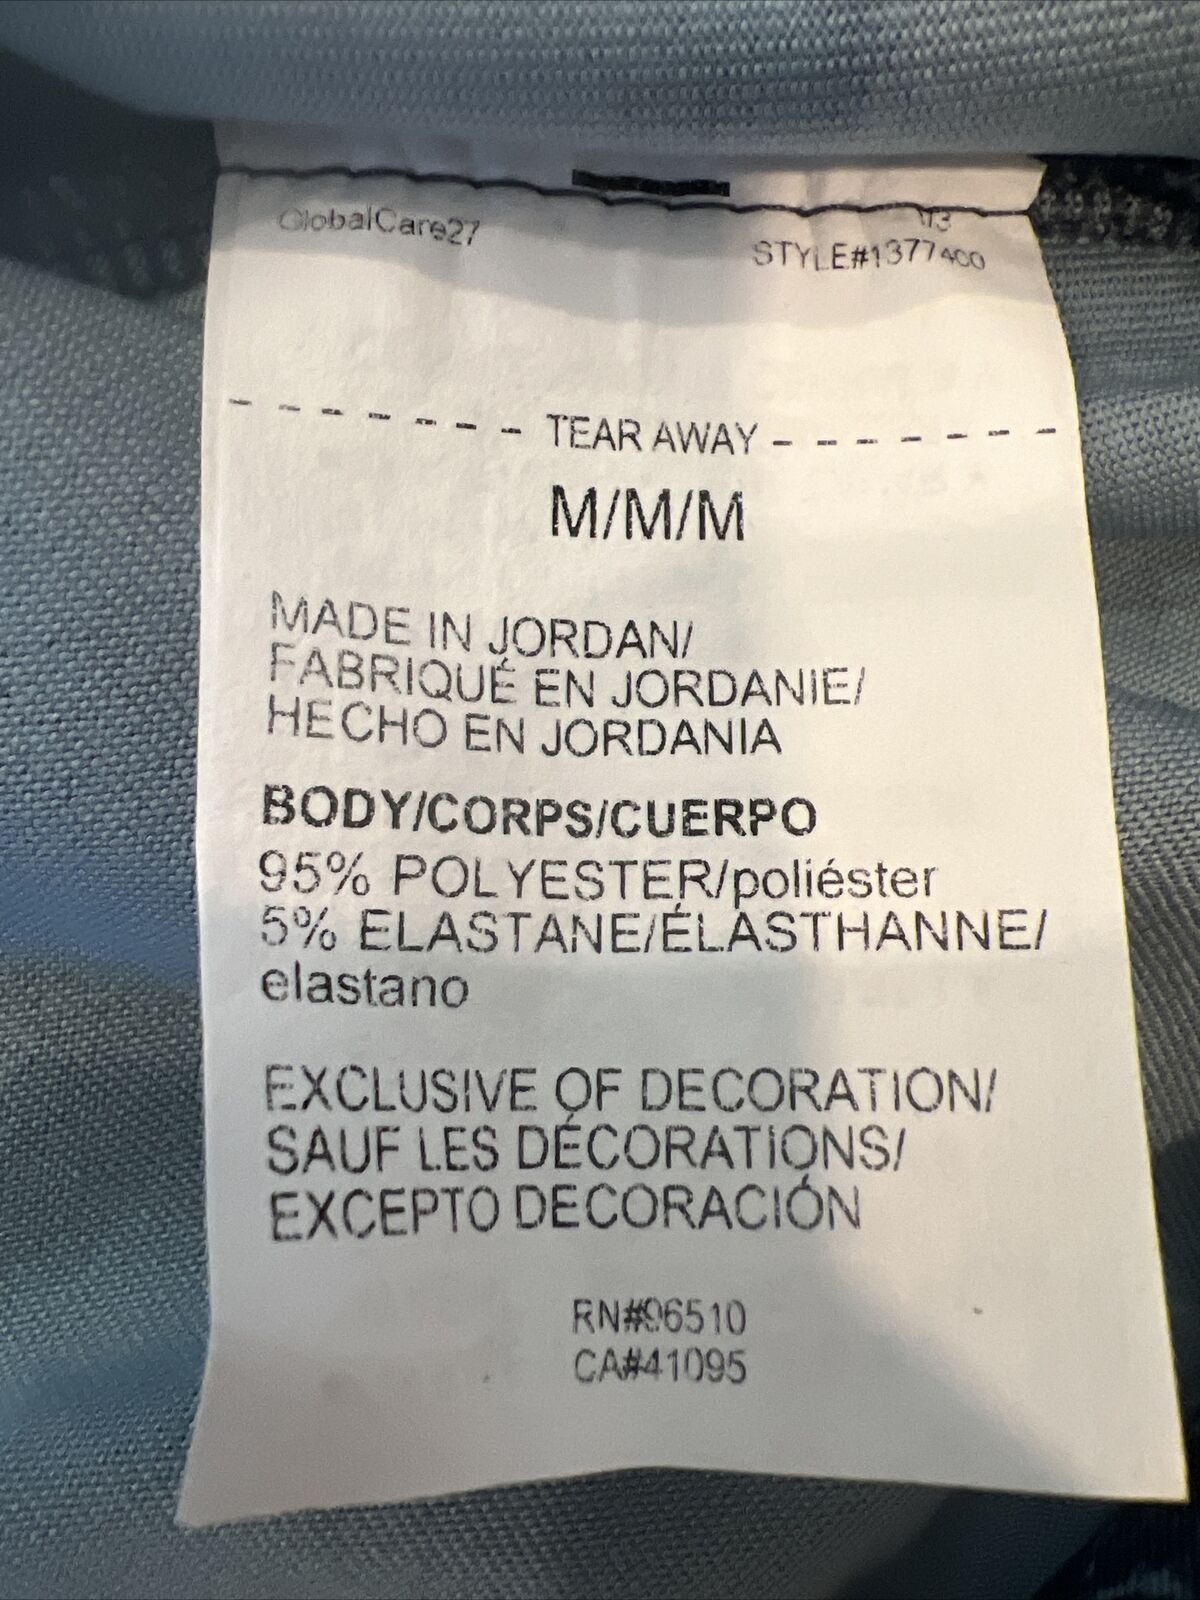 GlobalCare27
STYLE#1377400
TEAR AWAY
M/M/M
MADE IN JORDAN/
FABRIQUÉ EN JORDANIE/
HECHO EN JORDANIA
BODY/CORPS/CUERPO
95% POLYESTER/poliéster
5% ELASTANE/ÉLASTHANNE/
elastano
EXCLUSIVE OF DECORATION/
SAUF LES DÉCORATIONS/
EXCEPTO DECORACIÓN
RN#96510
CA#41095